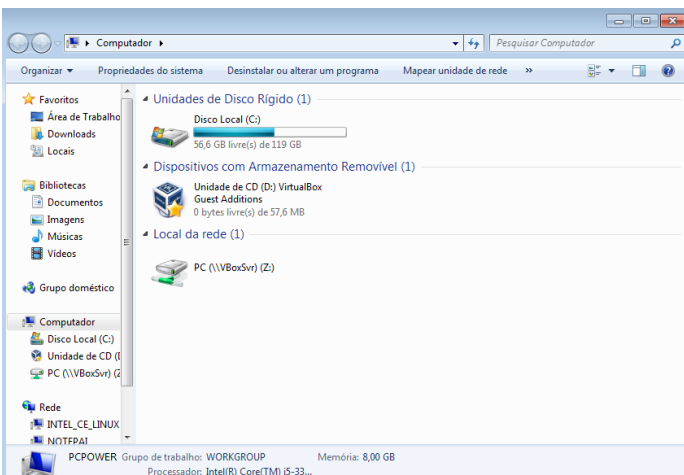 Computador
Pesquisar Computador
Organizar
Propriedades do sistema
Desinstalar ou alterar um programa
Mapear unidade de rede
»
Favoritos
Área de Trabalho
Downloads
Locais
Bibliotecas
Documentos
Imagens
Músicas
Vídeos
Grupo doméstico
Computador
Disco Local (C:)
Unidade de CD (D
PC (\\VBoxSvr) (Z
Rede
INTEL_CE_LINUX
NOTEPAI
Unidades de Disco Rígido (1)
Disco Local (C:)
56,6 GB livre(s) de 119 GB
Dispositivos com Armazenamento Removível (1)
Unidade de CD (D:) VirtualBox
Guest Additions
0 bytes livre(s) de 57,6 MB
Local da rede (1)
PC (\\VBoxSvr) (Z:)
PCPOWER Grupo de trabalho: WORKGROUP Memória: 8,00 GB
Processador: Intel(R) Core(TM) i5-33...